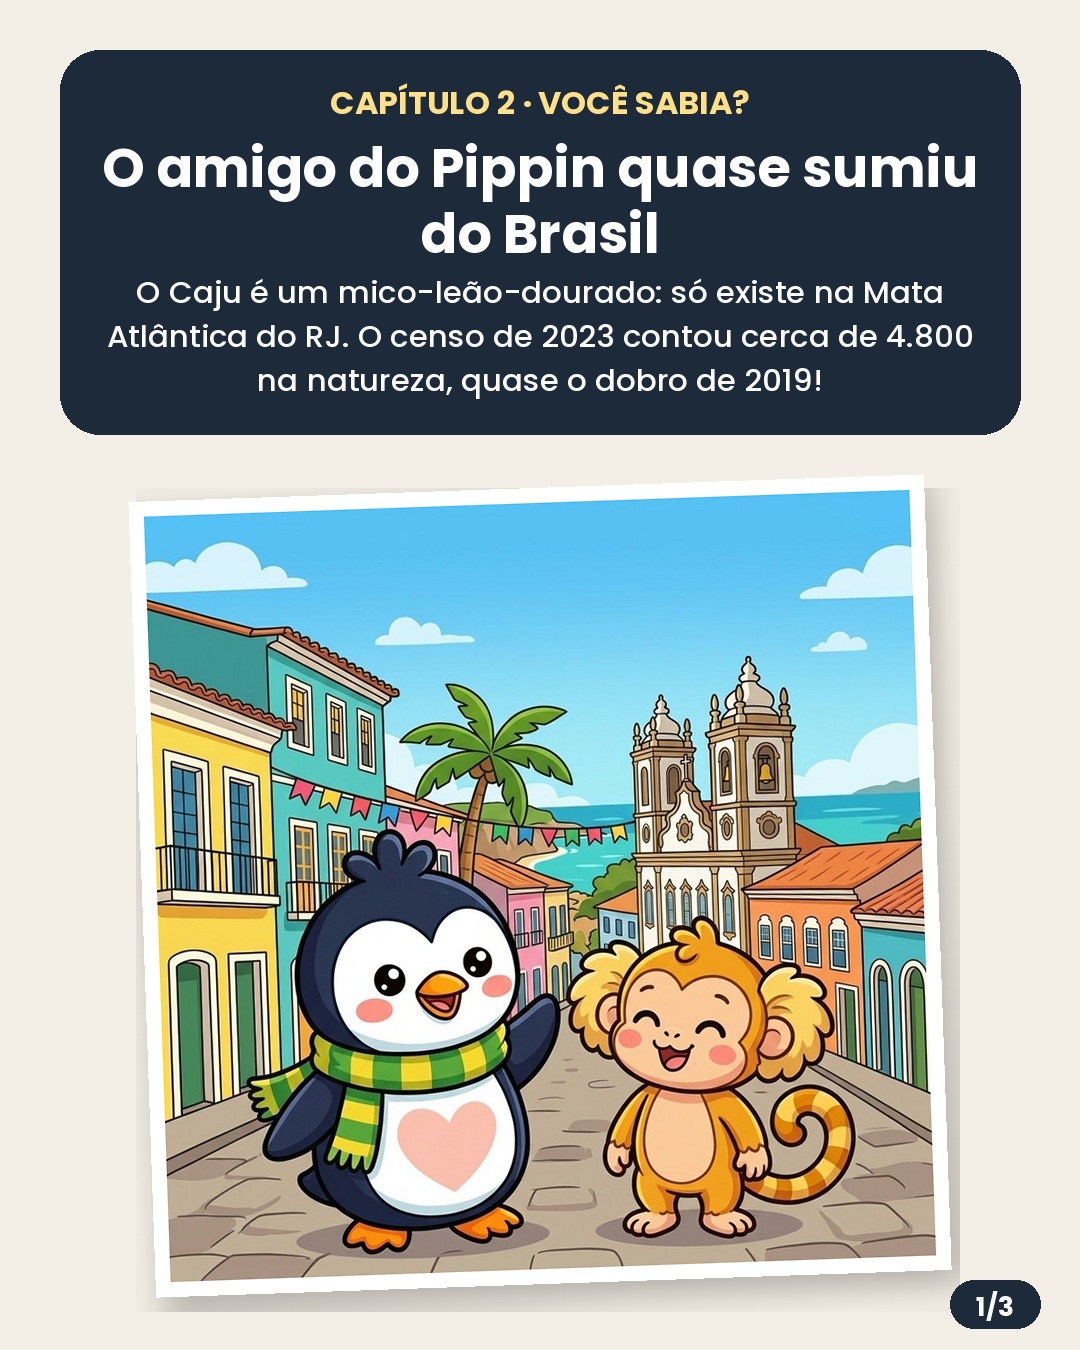 CAPÍTULO 2 · VOCÊ SABIA?
O amigo do Pippin quase sumiu
do Brasil
O Caju é um mico-leão-dourado: só existe na Mata
Atlântica do RJ. O censo de 2023 contou cerca de 4.800
na natureza, quase o dobro de 2019!
1/3